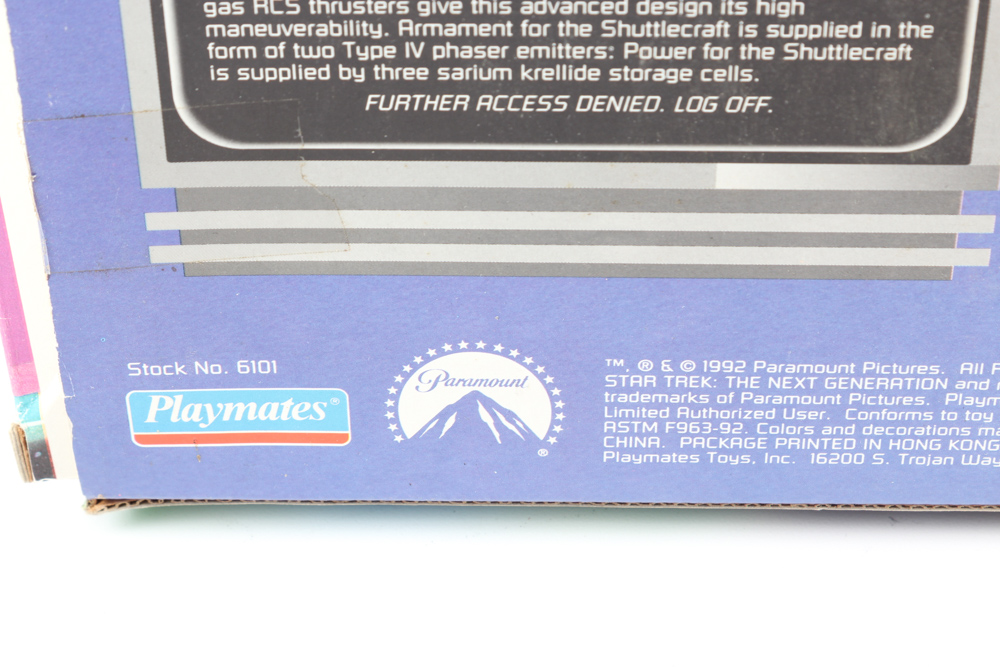 gas RCS thrusters give this advanced design its high
maneuverability. Armament for the Shuttlecraft is supplied in the
form of two Type IV phaser emitters: Power for the Shuttlecraft
is supplied by three sarium krellide storage cells.
FURTHER ACCESS DENIED. LOG OFF.
Stock No. 6101
Playmates®
Paramount
®
™, ® & © 1992 Paramount Pictures. All
STAR TREK: THE NEXT GENERATION and
trademarks of Paramount Pictures.
Limited Authorized User. Conforms to toy
ASTM F963-92. Colors and decorations
CHINA. PACKAGE PRINTED IN HONG KONG
Playmates Toys, Inc. 16200 S. Trojan Way